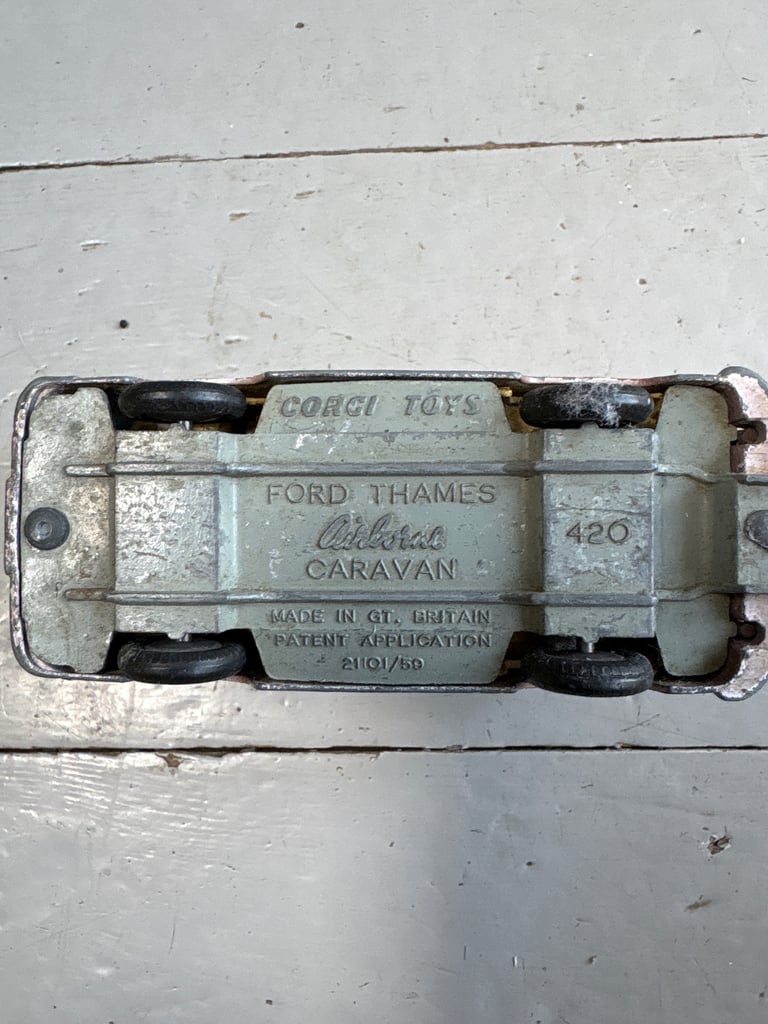 CORGI TOYS
FORD THAMES
Airborne
CARAVAN
420
MADE IN GT. BRITAIN
PATENT APPLICATION
21101/59